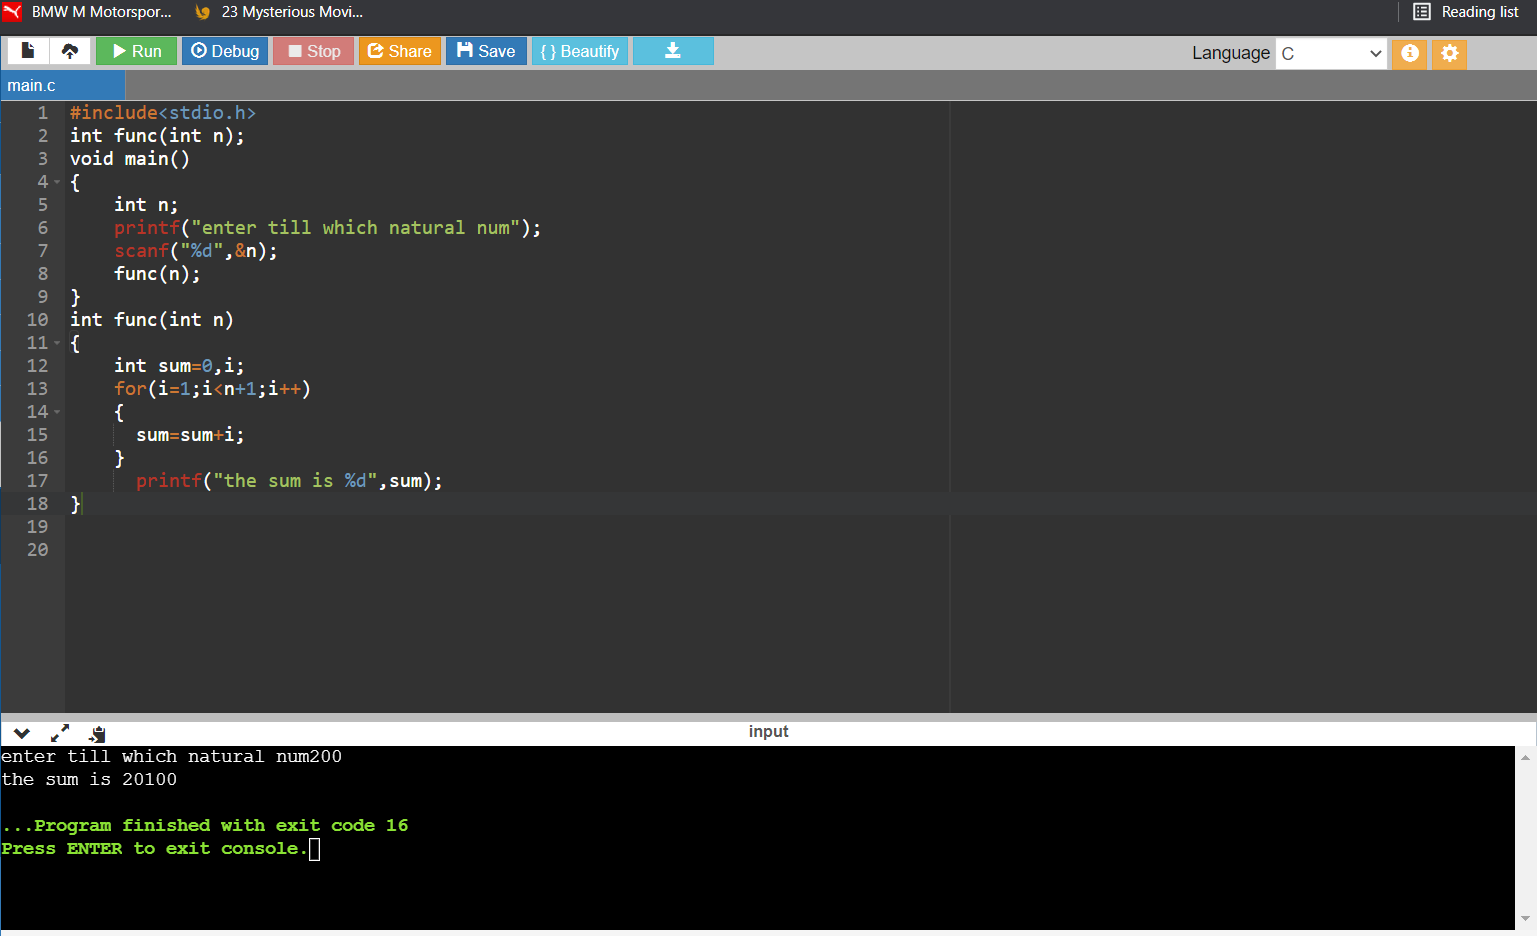 BMW M Motorspor... 23 Mysterious Movi... Reading list
Run Debug Stop Share Save { } Beautify Language C
main.c
1 #include<stdio.h>
2 int func(int n);
3 void main()
4 {
5 int n;
6 printf("enter till which natural num");
7 scanf("%d",&n);
8 func(n);
9 }
10 int func(int n)
11 {
12 int sum=0,i;
13 for(i=1;i<n+1;i++)
14 {
15 sum=sum+i;
16 }
17 printf("the sum is %d",sum);
18 }
19
20
input
enter till which natural num200
the sum is 20100
...Program finished with exit code 16
Press ENTER to exit console.